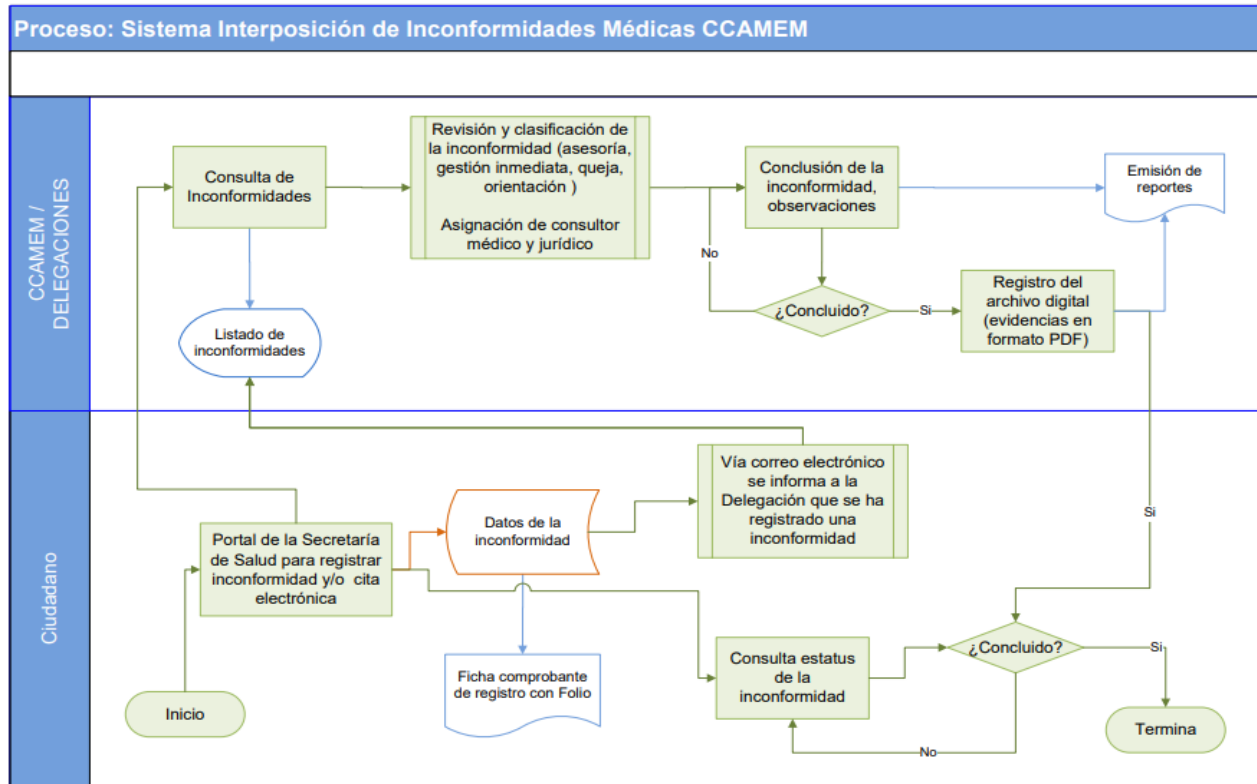 Proceso: Sistema Interposición de Inconformidades Médicas CCAMEM
CCAMEM /
DELEGACIONES
Consulta de
Inconformidades
Revisión y clasificación de
la inconformidad (asesoría,
gestión inmediata, queja,
orientación )
Asignación de consultor
médico y jurídico
Conclusión de la
inconformidad,
observaciones
Emisión de
reportes
No
¿Concluido?
Si
Registro del
archivo digital
(evidencias en
formato PDF)
Listado de
inconformidades
Ciudadano
Portal de la Secretaría
de Salud para registrar
inconformidad y/o cita
electrónica
Datos de la
inconformidad
Vía correo electrónico
se informa a la
Delegación que se ha
registrado una
inconformidad
Si
Ficha comprobante
de registro con Folio
Consulta estatus
de la
inconformidad
¿Concluido?
Si
No
Inicio
Termina